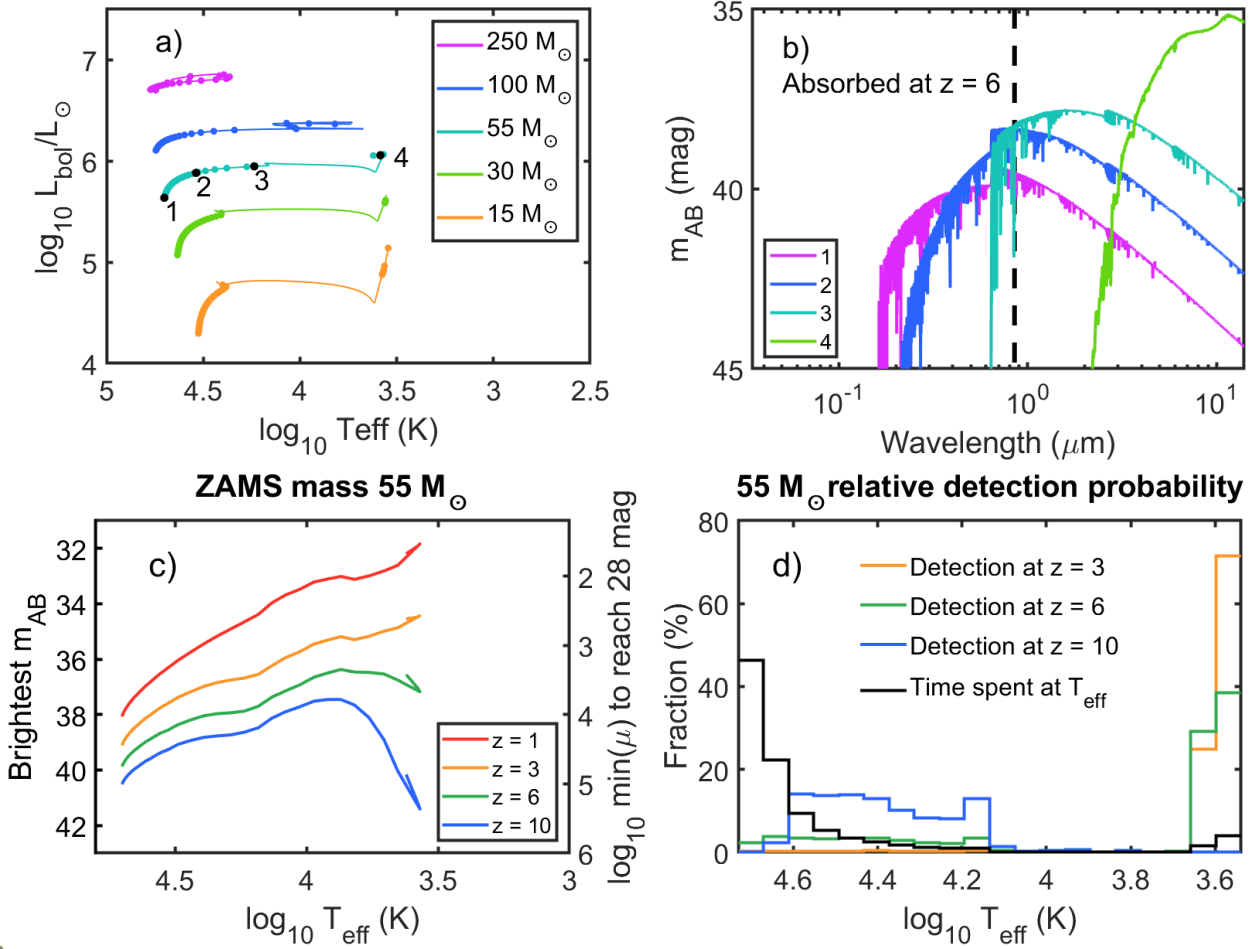 a)
250 M⊙
100 M⊙
55 M⊙
30 M⊙
15 M⊙
1
2
3
4
7
6
5
4
log10 Lbol/L⊙
5
4.5
4
3.5
3
2.5
log10 Teff (K)
b)
Absorbed at z = 6
35
40
45
mAB (mag)
1
2
3
4
10^-1
10^0
10^1
Wavelength (μm)
ZAMS mass 55 M⊙
c)
32
34
36
38
40
42
Brightest mAB
2
3
4
5
6
log10 min(μ) to reach 28 mag
z = 1
z = 3
z = 6
z = 10
4.5
4
3.5
3
log10 Teff (K)
55 M⊙ relative detection probability
d)
Detection at z = 3
Detection at z = 6
Detection at z = 10
Time spent at Teff
80
60
40
20
0
Fraction (%)
4.6
4.4
4.2
4
3.8
3.6
log10 Teff (K)